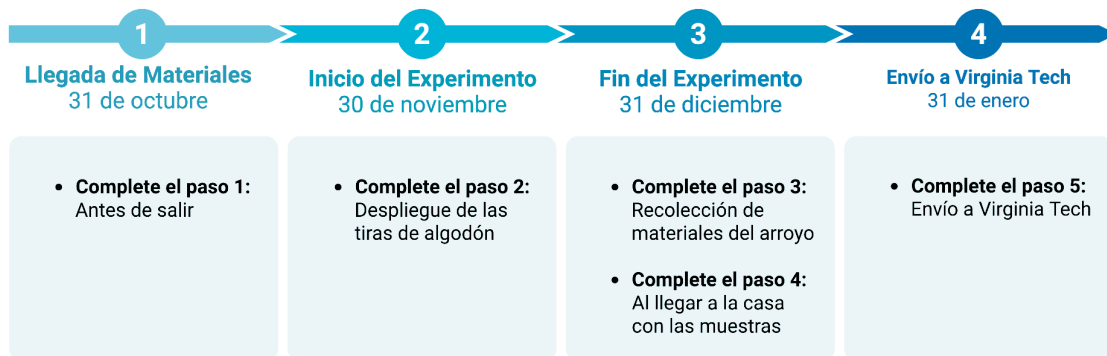 1
Llegada de Materiales
31 de octubre
• Complete el paso 1:
Antes de salir
2
Inicio del Experimento
30 de noviembre
• Complete el paso 2:
Despliegue de las
tiras de algodón
3
Fin del Experimento
31 de diciembre
• Complete el paso 3:
Recolección de
materiales del arroyo
• Complete el paso 4:
Al llegar a la casa
con las muestras
4
Envío a Virginia Tech
31 de enero
• Complete el paso 5:
Envío a Virginia Tech